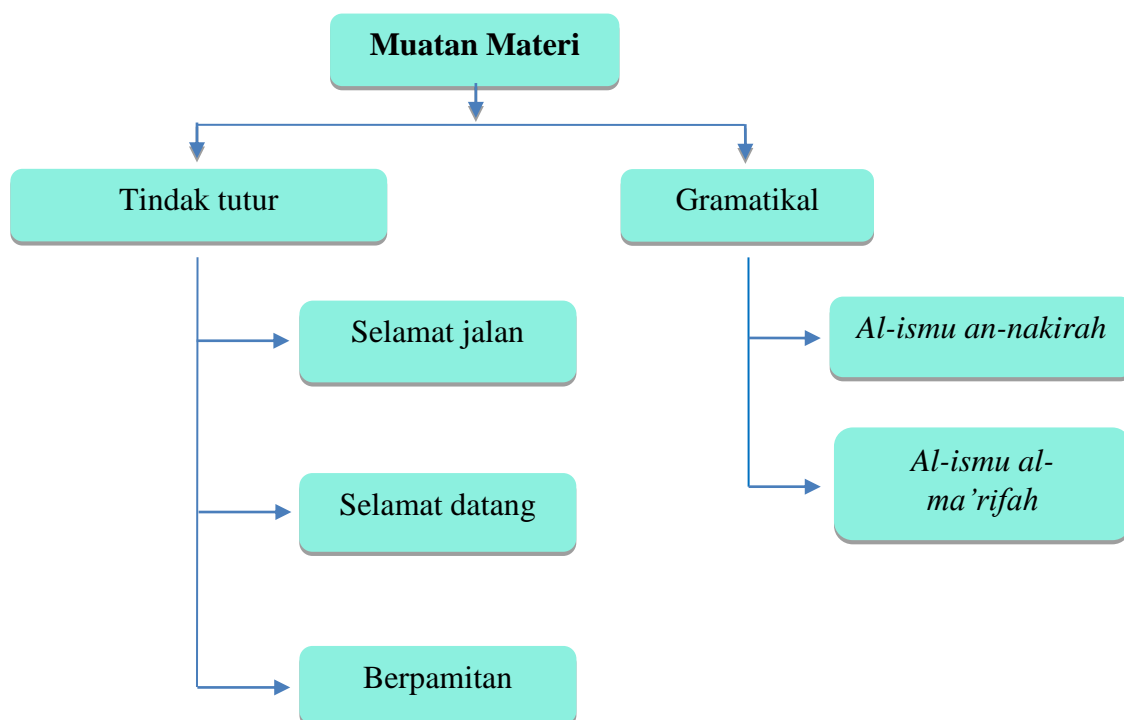 Muatan Materi
Tindak tutur
Gramatikal
Selamat jalan
Al-ismu an-nakirah
Al-ismu al-
ma’rifah
Selamat datang
Berpamitan